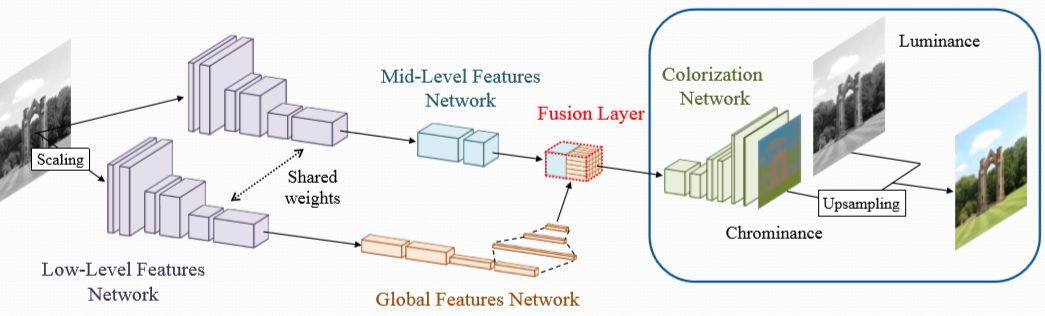 Scaling
Low-Level Features
Network
Shared
weights
Mid-Level Features
Network
Global Features Network
Fusion Layer
Colorization
Network
Luminance
Chrominance
Upsampling